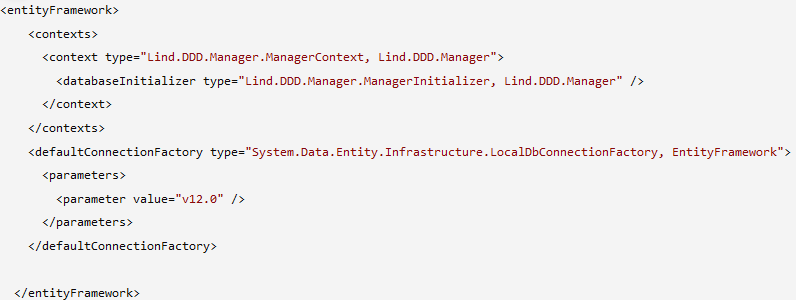 <entityFramework>
<contexts>
<context type="Lind.DDD.Manager.ManagerContext, Lind.DDD.Manager">
<databaseInitializer type="Lind.DDD.Manager.ManagerInitializer, Lind.DDD.Manager" />
</context>
</contexts>
<defaultConnectionFactory type="System.Data.Entity.Infrastructure.LocalDbConnectionFactory, EntityFramework">
<parameters>
<parameter value="v12.0" />
</parameters>
</defaultConnectionFactory>
</entityFramework>